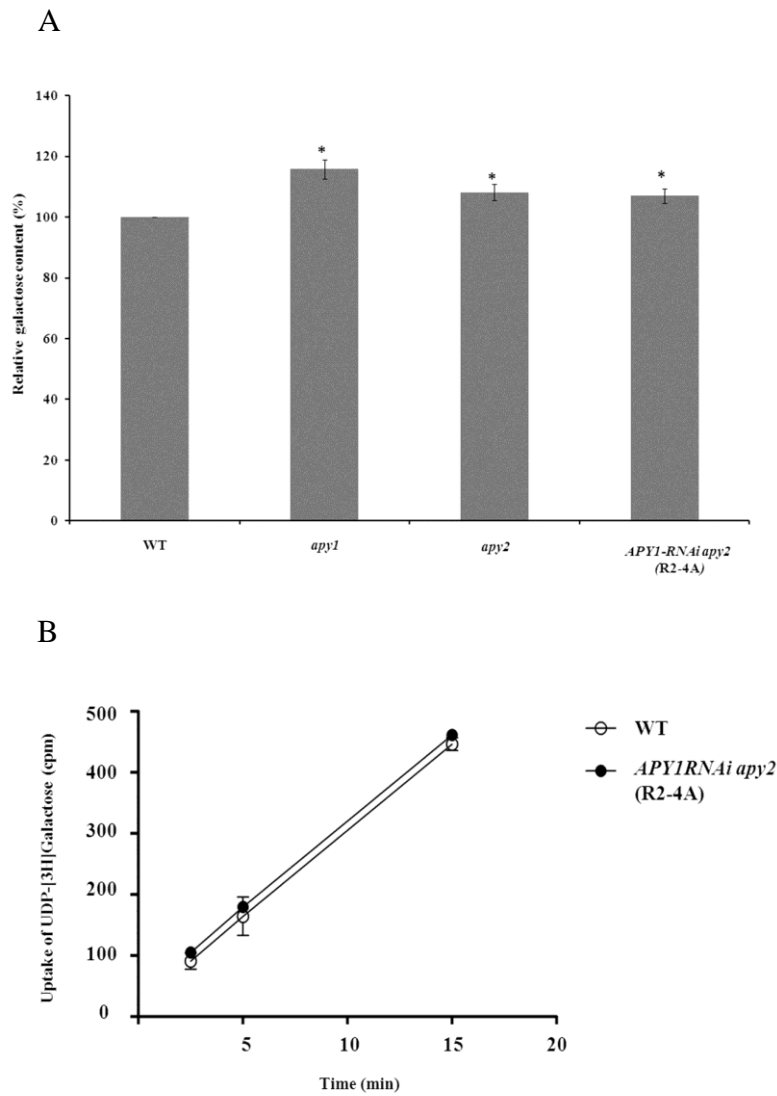 A
140
120
100
80
60
40
20
0
Relative galactose content (%)
*
*
*
WT
apy1
apy2
APY1-RNAi apy2
(R2-4A)
B
500
400
300
200
100
0
Uptake of UDP-[3H]Galactose (cpm)
5
10
15
20
Time (min)
WT
APY1RNAi apy2
(R2-4A)